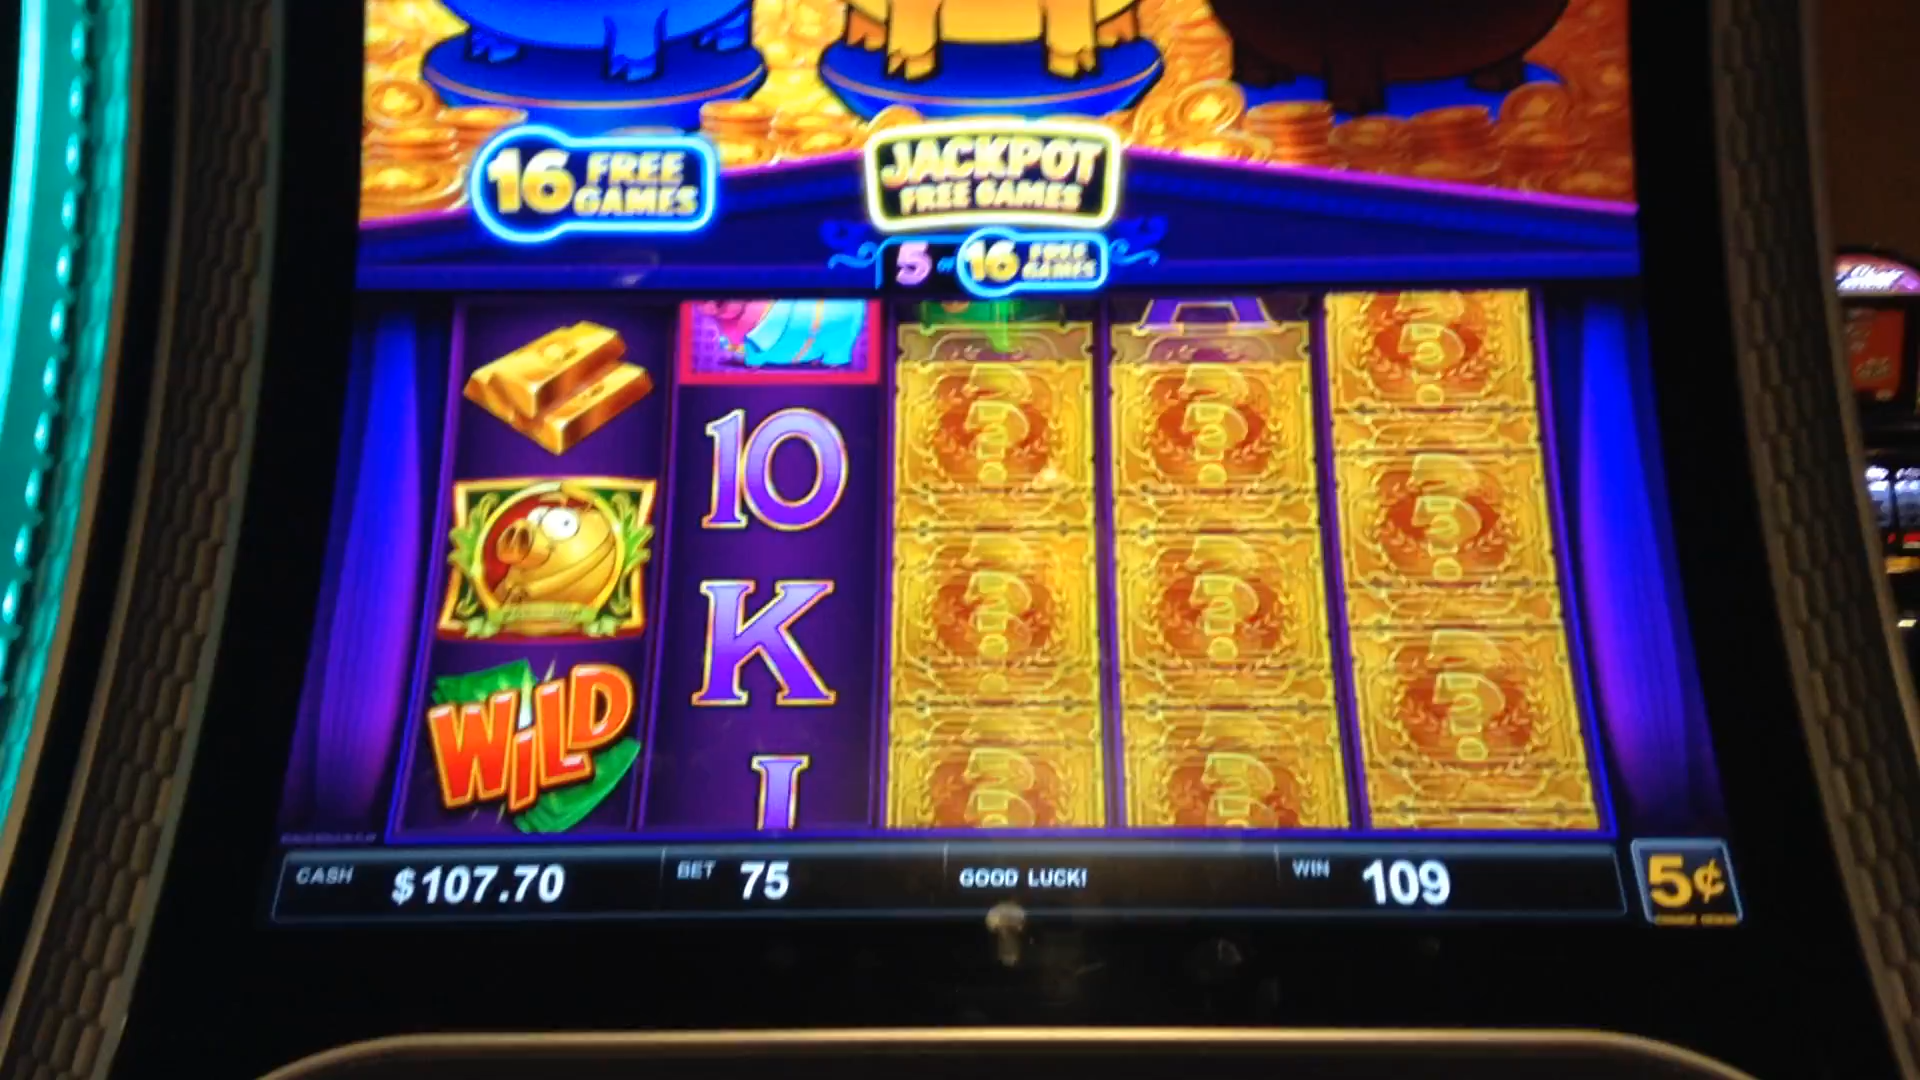 16 FREE GAMES
JACKPOT
FREE GAMES
5 OF 16 FREE GAMES
10
K
WILD
J
CASH $107.70 BET 75 GOOD LUCK! WIN 109 5¢